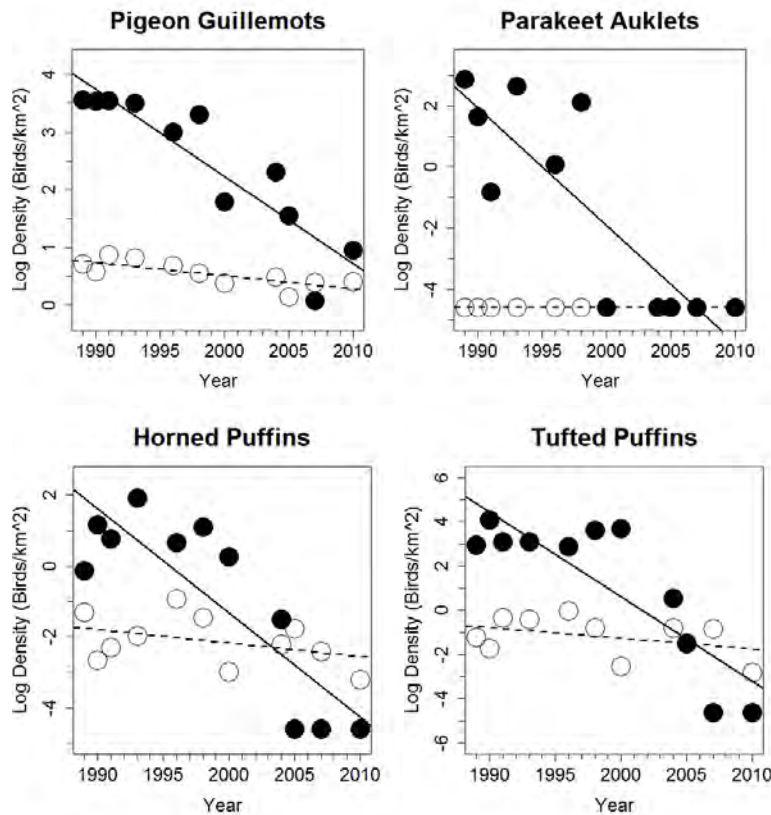 Pigeon Guillemots
Log Density (Birds/km^2)
4
3
2
1
0
1990 1995 2000 2005 2010
Year
Parakeet Auklets
Log Density (Birds/km^2)
2
0
-2
-4
1990 1995 2000 2005 2010
Year
Horned Puffins
Log Density (Birds/km^2)
2
0
-2
-4
1990 1995 2000 2005 2010
Year
Tufted Puffins
Log Density (Birds/km^2)
6
4
2
0
-2
-4
-6
1990 1995 2000 2005 2010
Year